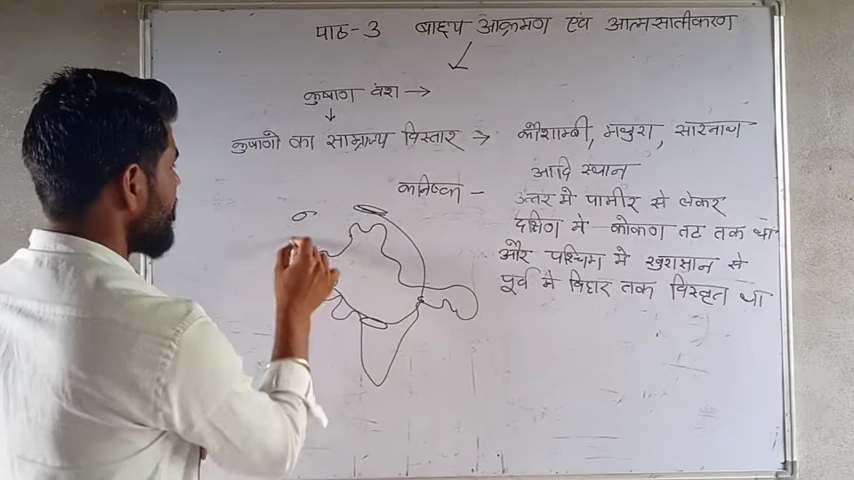 पाठ-3 बाह्य आक्रमण एवं आत्मसातीकरण
कुषाण वंश →
कुषाणो का साम्राज्य विस्तार → कौशाम्बी, मथुरा, सारनाथ
आदि स्थान
कनिष्क - उत्तर मे पामीर से लेकर
दक्षिण मे कोकण तट तक था
और पश्चिम मे खुरासान से
पूर्व मे बिहार तक विस्तृत था